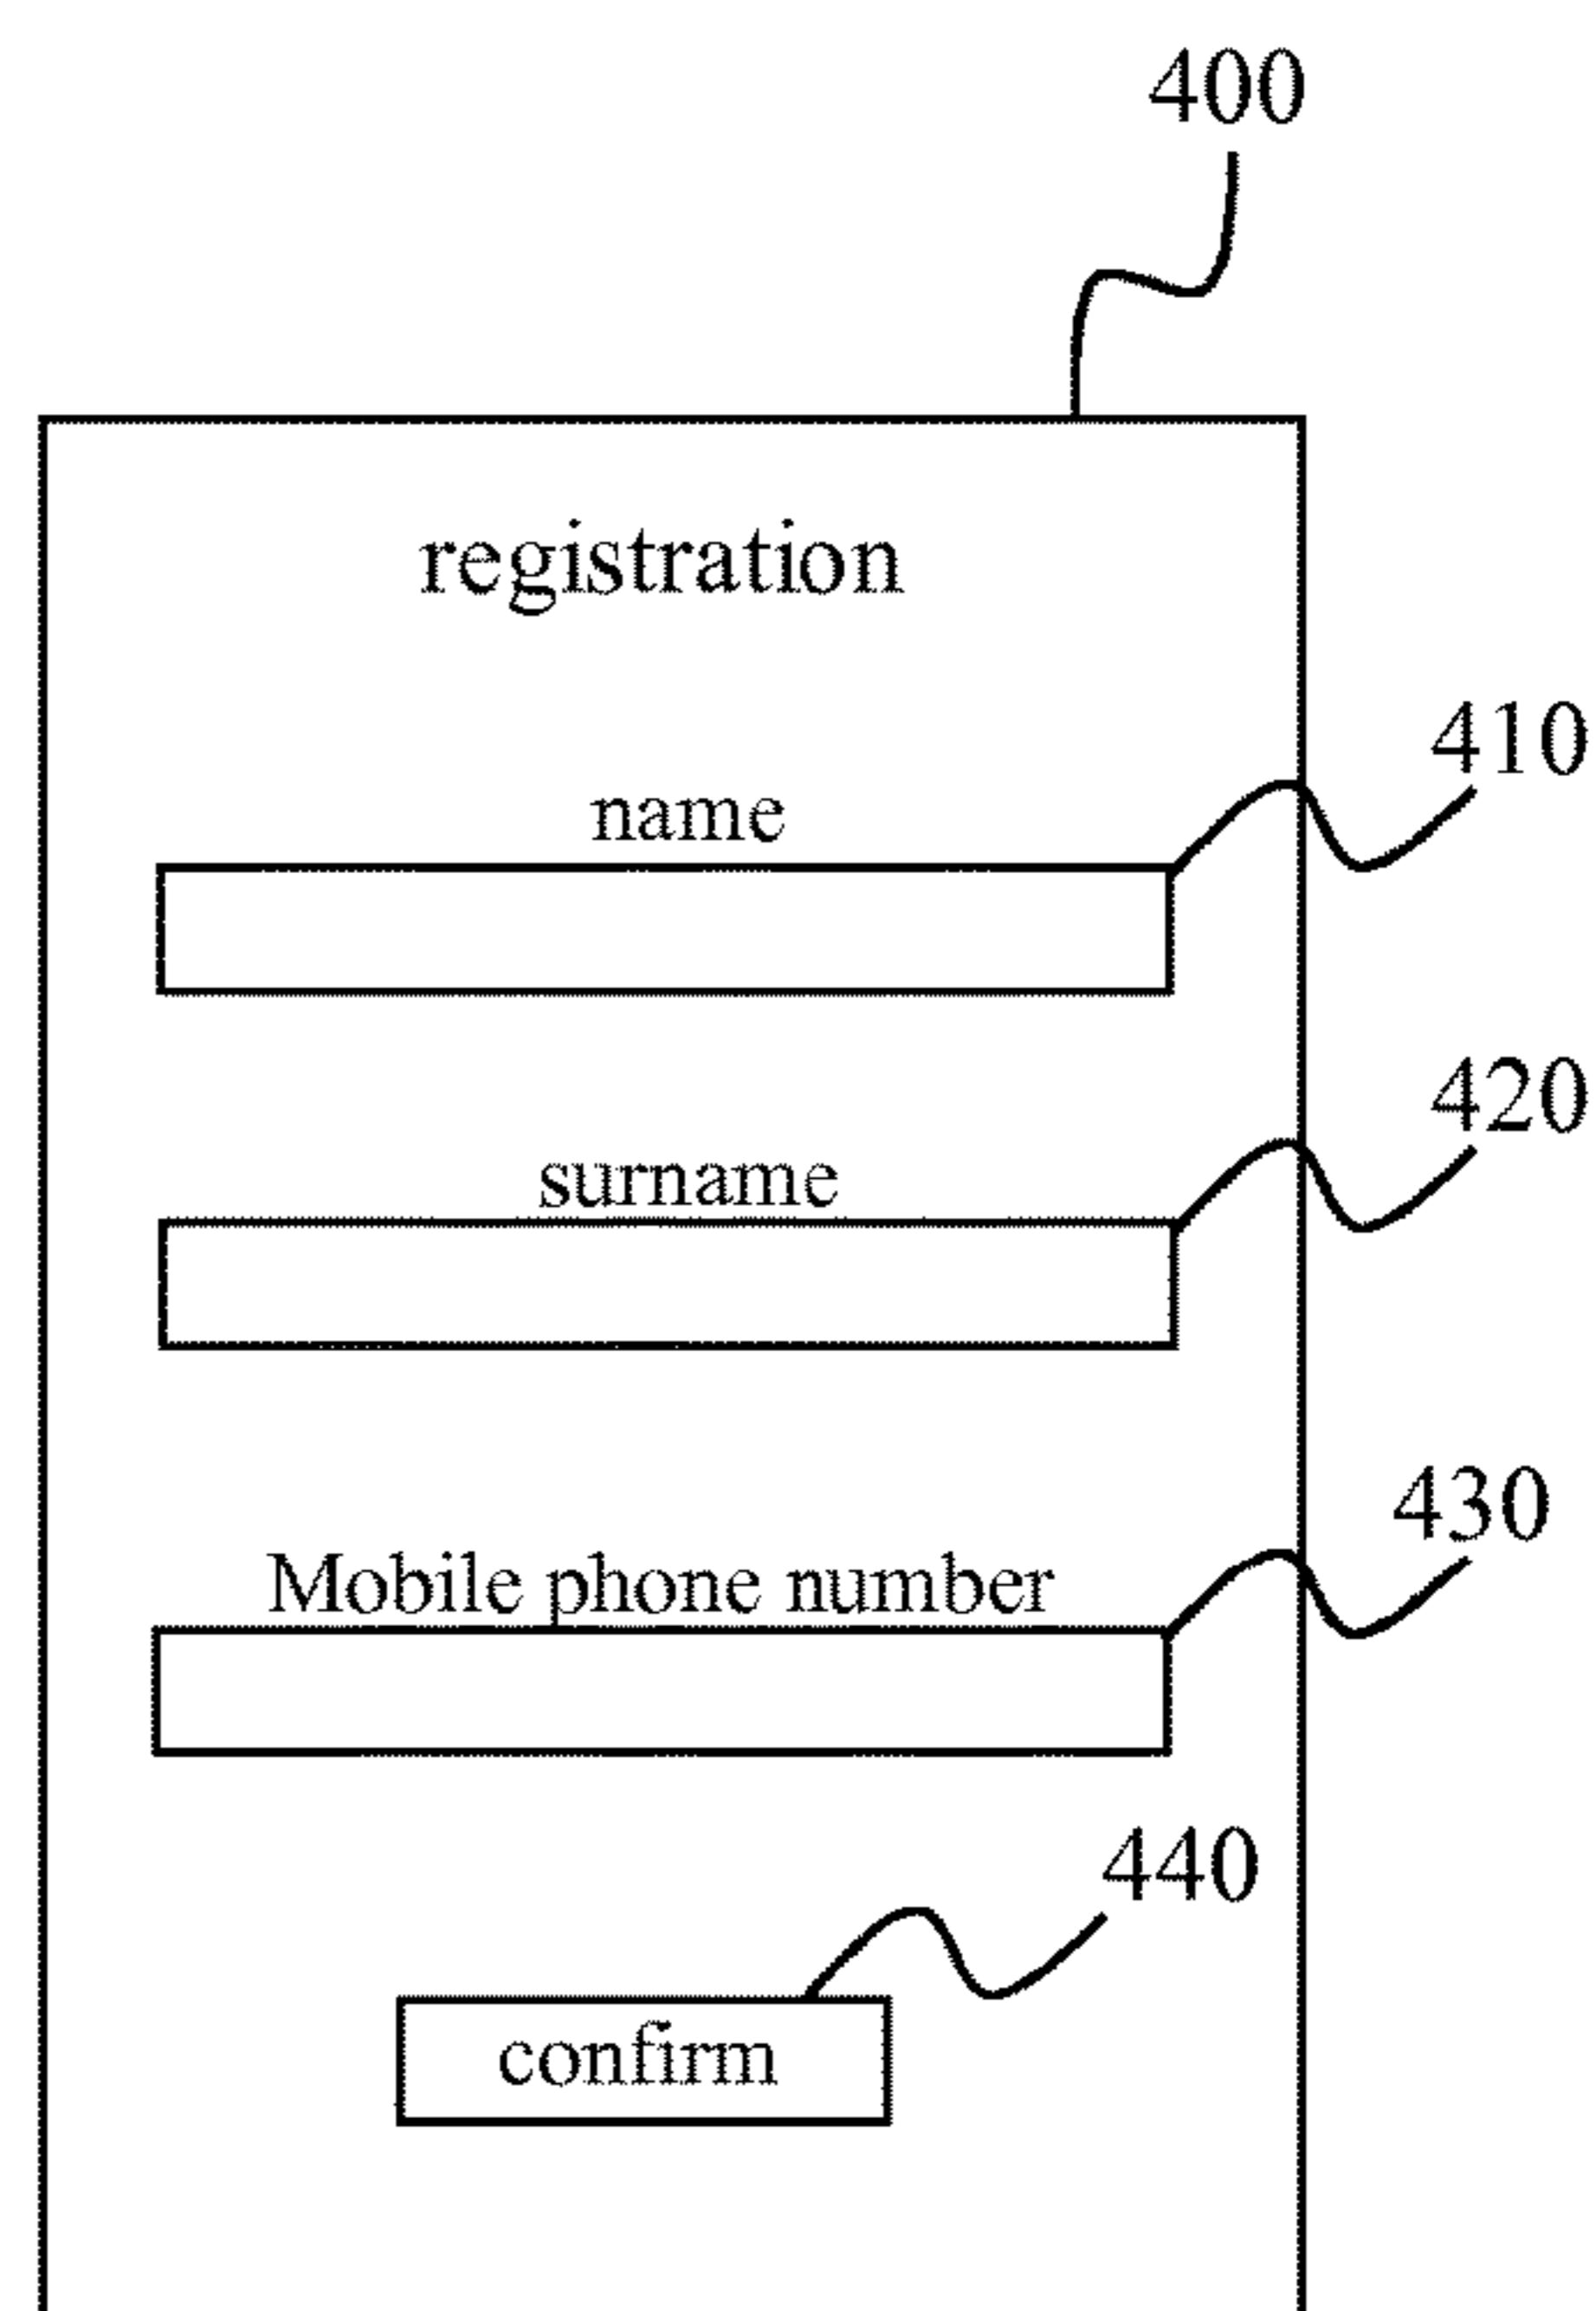 400
registration
410
name
420
surname
430
Mobile phone number
440
confirm